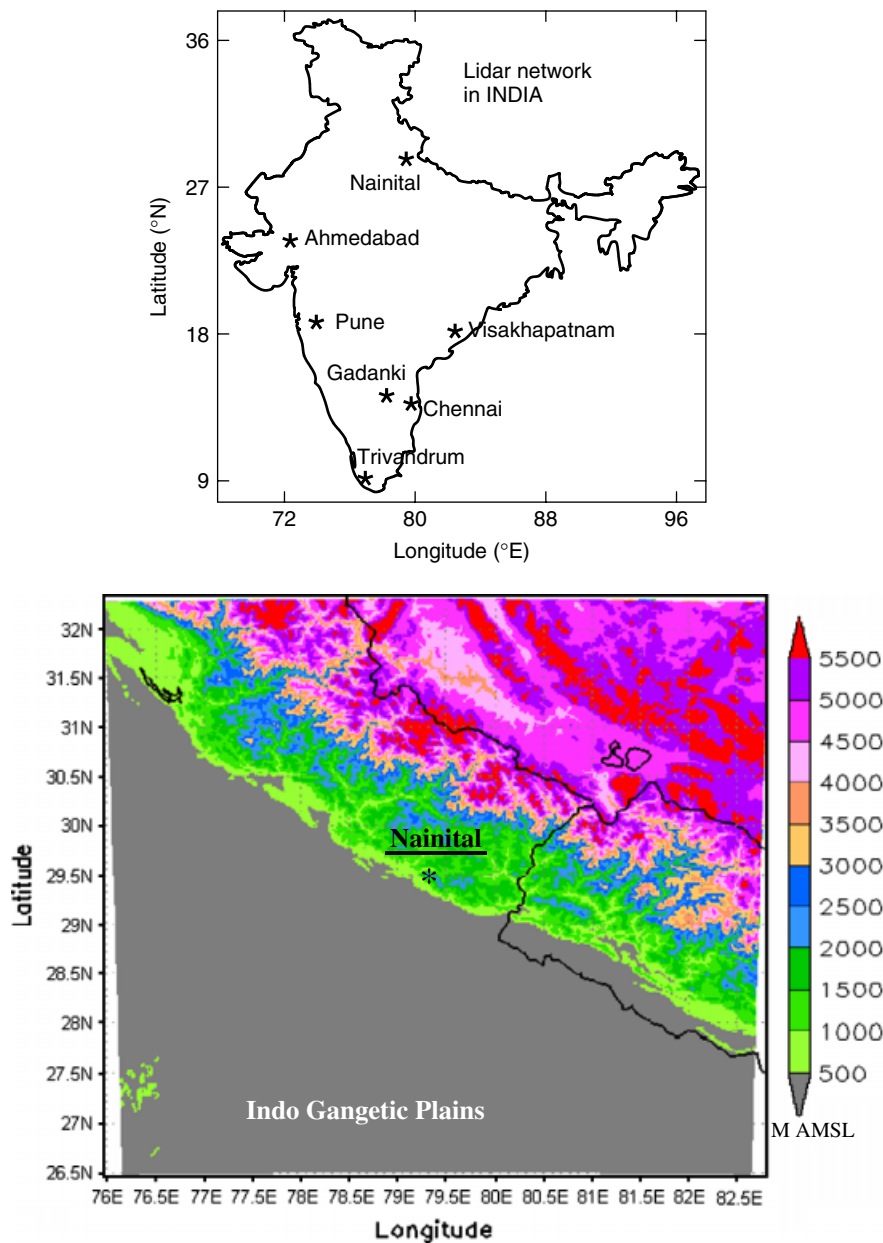 36
Lidar network
in INDIA
Nainital
27
Ahmedabad
Latitude (°N)
Pune
18
Visakhapatnam
Gadanki
Chennai
Trivandrum
9
72 80 88 96
Longitude (°E)
32N
31.5N
31N
30.5N
30N
29.5N
29N
28.5N
28N
27.5N
27N
26.5N
Latitude
Nainital
Indo Gangetic Plains
5500
5000
4500
4000
3500
3000
2500
2000
1500
1000
500
M AMSL
76E 76.5E 77E 77.5E 78E 78.5E 79E 79.5E 80E 80.5E 81E 81.5E 82E 82.5E
Longitude